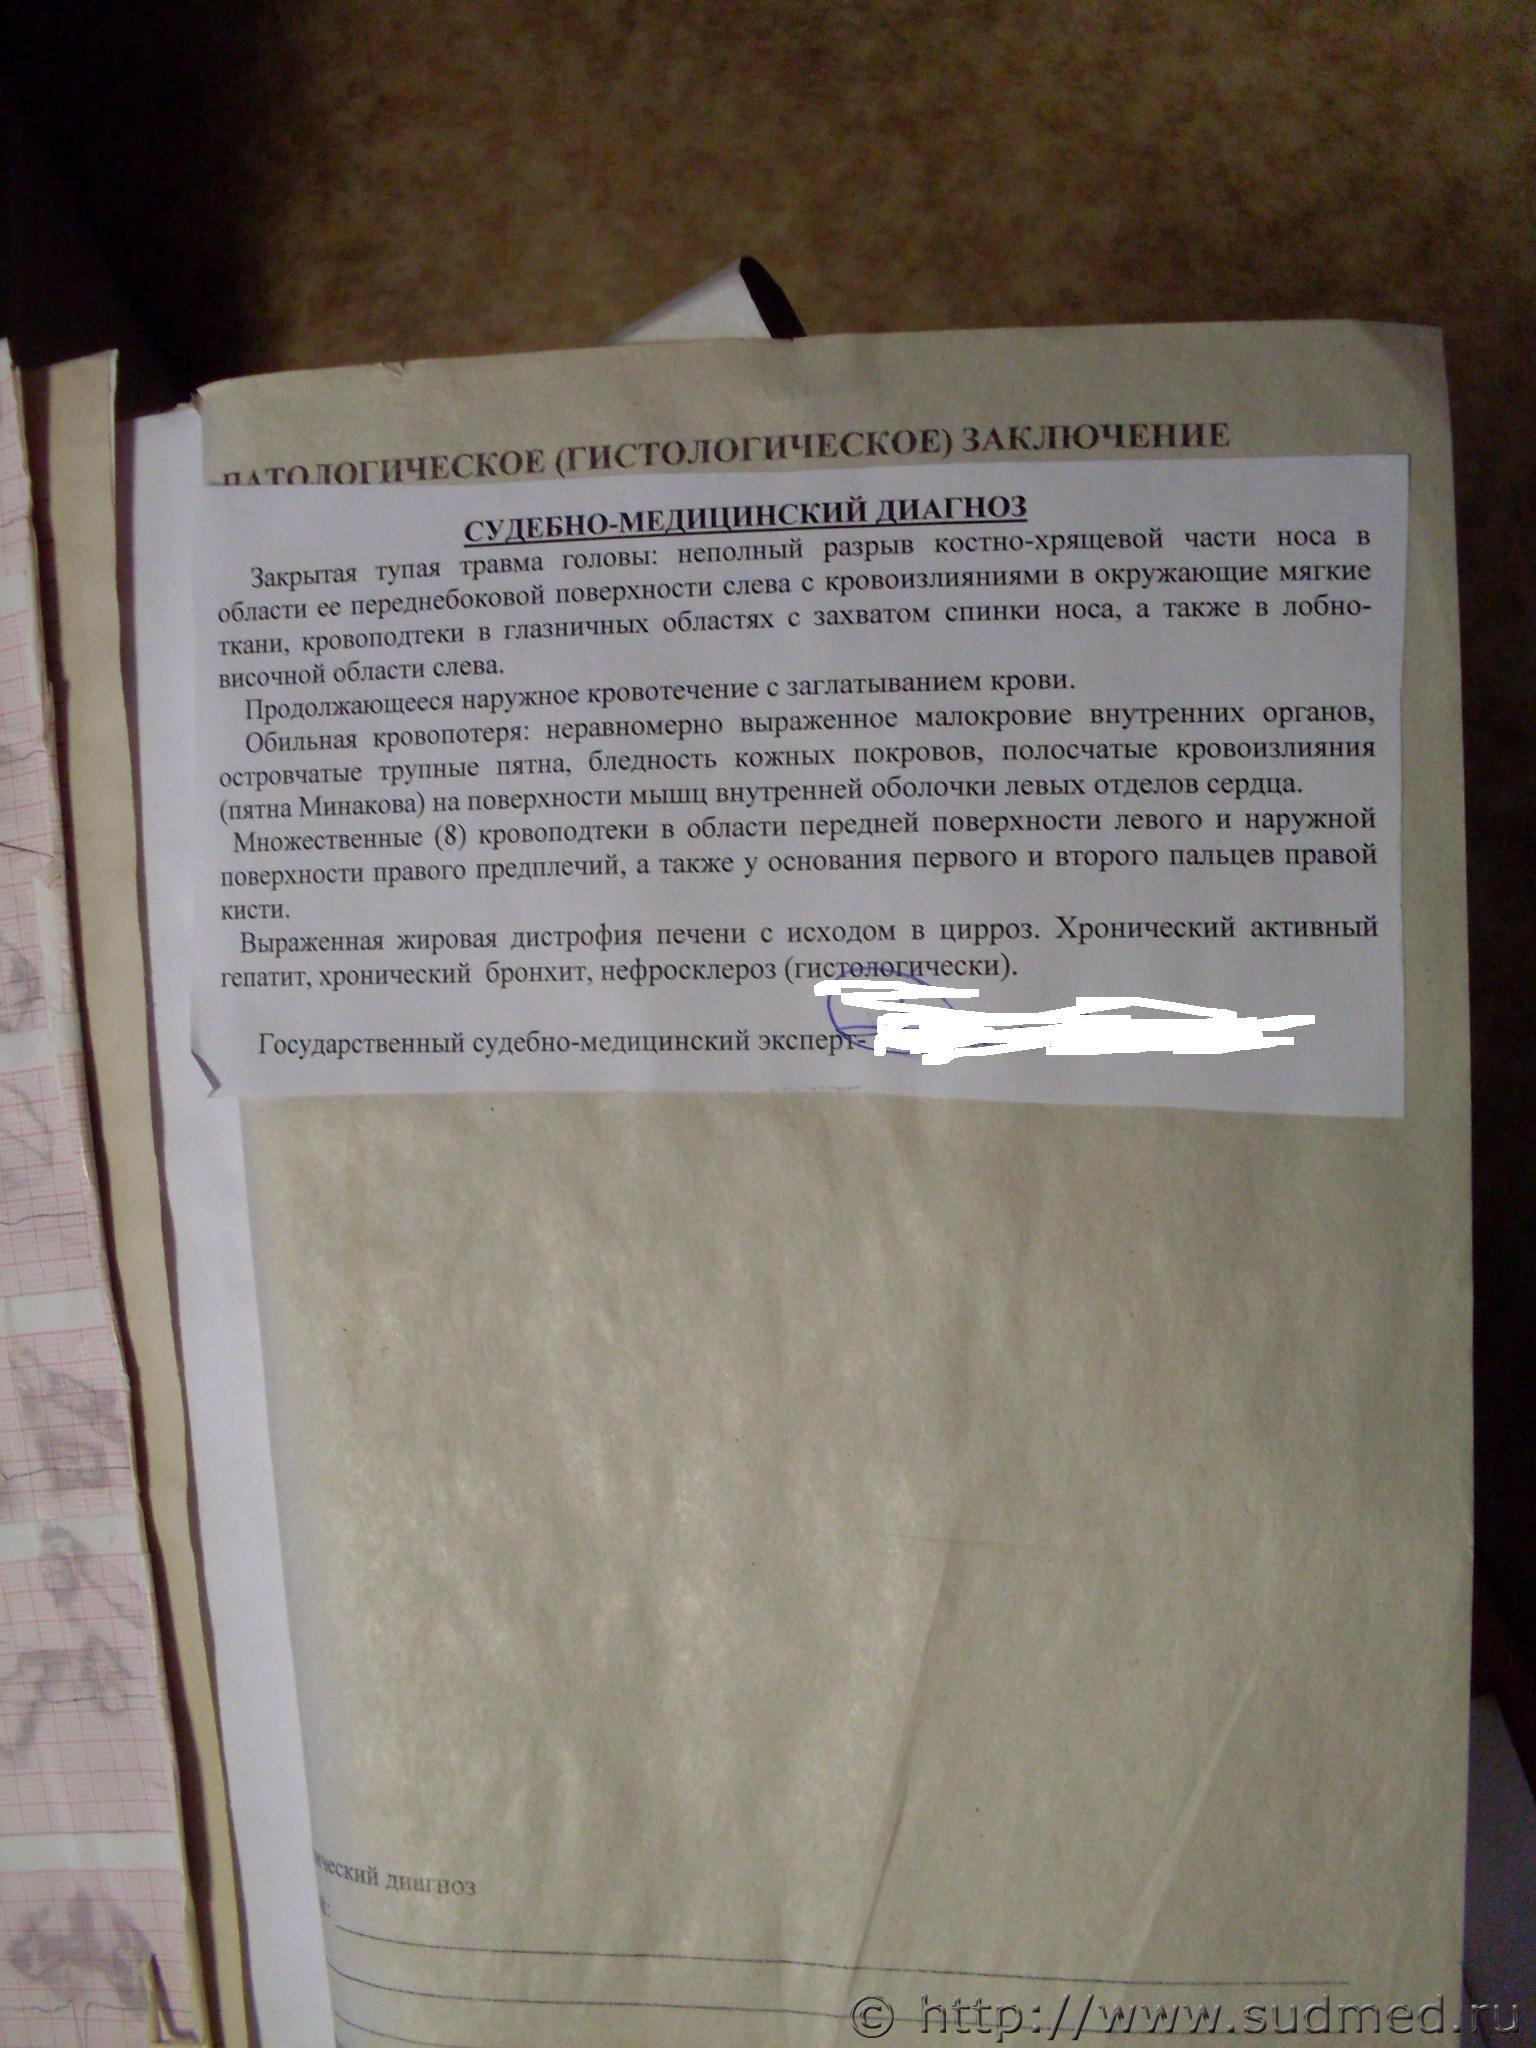 ПАТОЛОГИЧЕСКОЕ (ГИСТОЛОГИЧЕСКОЕ) ЗАКЛЮЧЕНИЕ
СУДЕБНО-МЕДИЦИНСКИЙ ДИАГНОЗ
Закрытая тупая травма головы: неполный разрыв костно-хрящевой части носа в
области ее переднебоковой поверхности слева с кровоизлияниями в окружающие мягкие
ткани, кровоподтеки в глазничных областях с захватом спинки носа, а также в лобно-
височной области слева.
Продолжающееся наружное кровотечение с заглатыванием крови.
Обильная кровопотеря: неравномерно выраженное малокровие внутренних органов,
островчатые трупные пятна, бледность кожных покровов, полосчатые кровоизлияния
(пятна Минакова) на поверхности мышц внутренней оболочки левых отделов сердца.
Множественные (8) кровоподтеки в области передней поверхности левого и наружной
поверхности правого предплечий, а также у основания первого и второго пальцев правой
кисти.
Выраженная жировая дистрофия печени с исходом в цирроз. Хронический активный
гепатит, хронический бронхит, нефросклероз (гистологически).
Государственный судебно-медицинский эксперт-
ический диагноз
© http://www.sudmed.ru